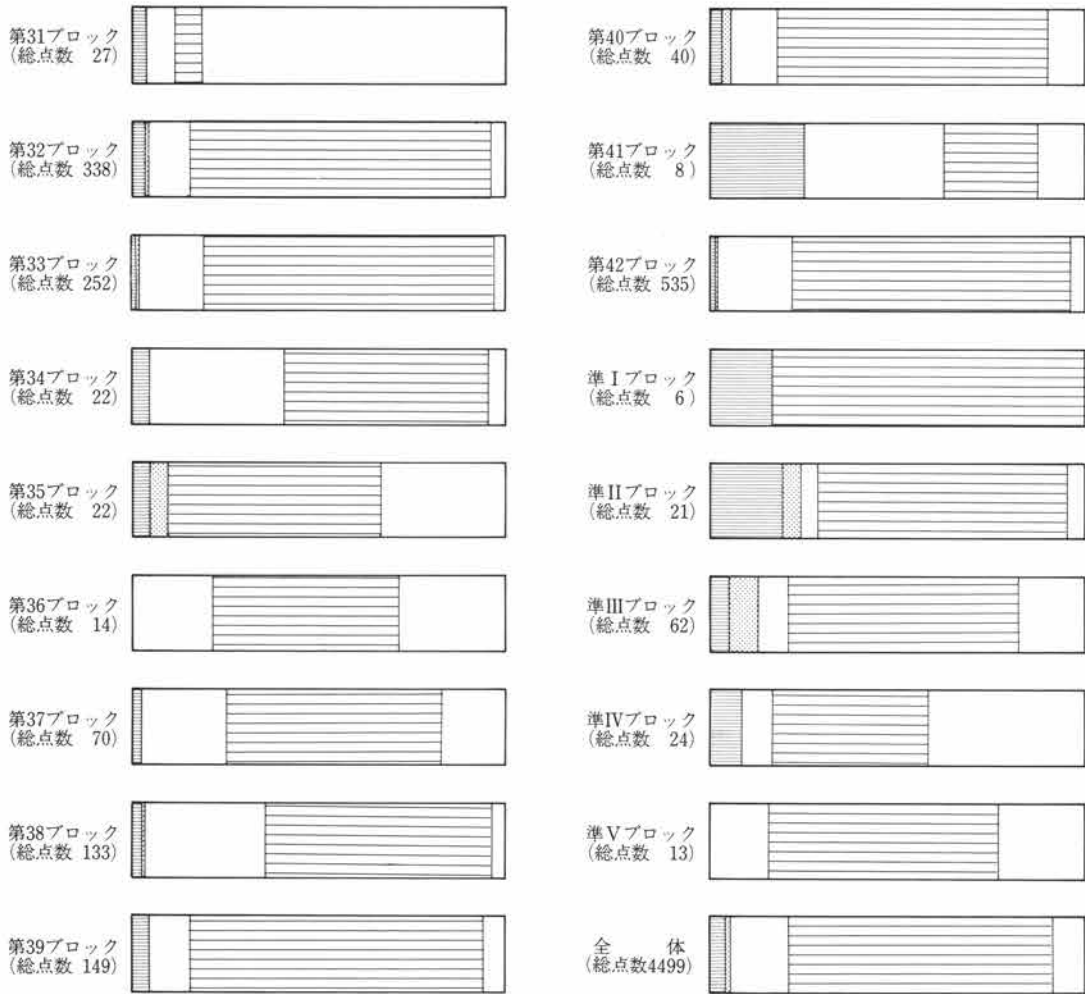 第31ブロック
(総点数 27)
第32ブロック
(総点数 338)
第33ブロック
(総点数 252)
第34ブロック
(総点数 22)
第35ブロック
(総点数 22)
第36ブロック
(総点数 14)
第37ブロック
(総点数 70)
第38ブロック
(総点数 133)
第39ブロック
(総点数 149)
第40ブロック
(総点数 40)
第41ブロック
(総点数 8)
第42ブロック
(総点数 535)
準Ⅰブロック
(総点数 6)
準Ⅱブロック
(総点数 21)
準Ⅲブロック
(総点数 62)
準Ⅳブロック
(総点数 24)
準Ⅴブロック
(総点数 13)
全 体
(総点数4499)